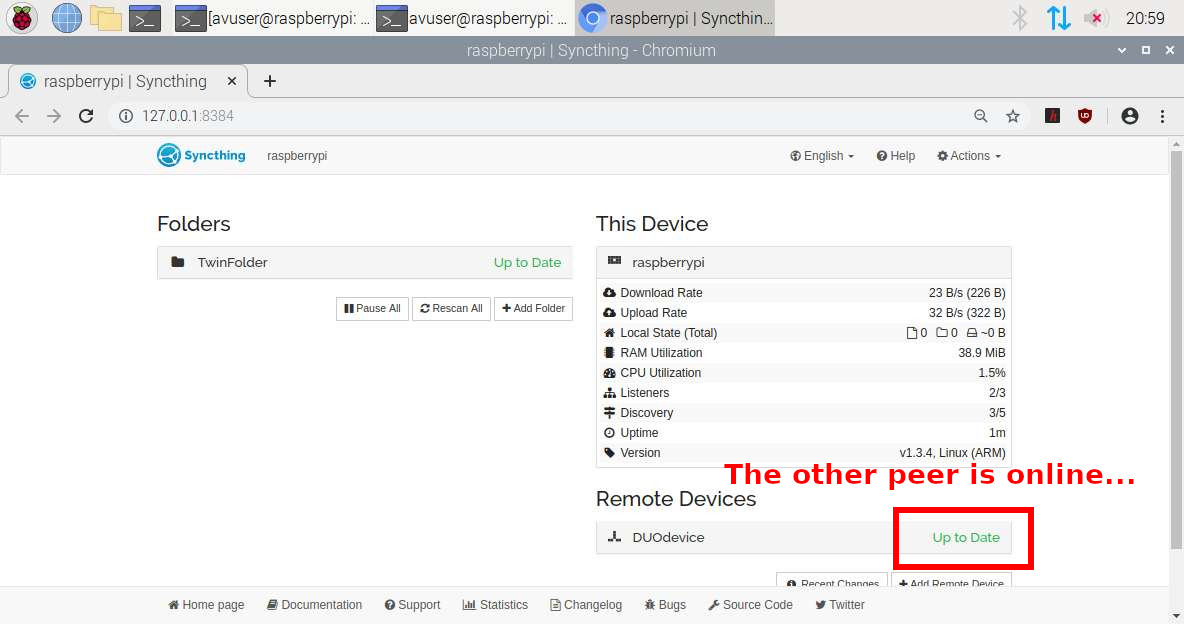 [avuser@raspberrypi: ... avuser@raspberrypi: ... raspberrypi | Syncthin... 20:59
raspberrypi | Syncthing - Chromium
raspberrypi | Syncthing
127.0.0.1:8384
Syncthing raspberrypi English Help Actions
Folders
TwinFolder Up to Date
Pause All Rescan All Add Folder
This Device
raspberrypi
Download Rate 23 B/s (226 B)
Upload Rate 32 B/s (322 B)
Local State (Total) 0 0 ~0 B
RAM Utilization 38.9 MiB
CPU Utilization 1.5%
Listeners 2/3
Discovery 3/5
Uptime 1m
Version v1.3.4, Linux (ARM)
The other peer is online...
Remote Devices
DUOdevice Up to Date
Recent Changes Add Remote Device
Home page Documentation Support Statistics Changelog Bugs Source Code Twitter